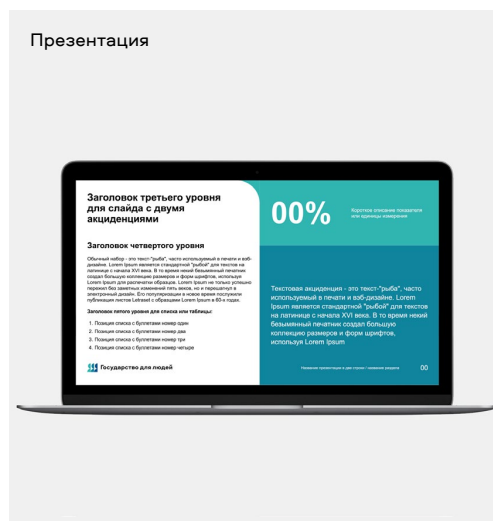 Презентация
Заголовок третьего уровня
для слайда с двумя
акциденциями
Заголовок четвертого уровня
Обычный набор - это текст-"рыба", часто используемый в печати и вэб-
дизайне. Lorem Ipsum является стандартной "рыбой" для текстов на
латинице с начала XVI века. В то время некий безымянный печатник
создал большую коллекцию размеров и форм шрифтов, используя
Lorem Ipsum для распечатки образцов. Lorem Ipsum не только успешно
пережил без заметных изменений пять веков, но и перешагнул в
электронный дизайн. Его популяризации в новое время послужили
публикация листов Letraset с образцами Lorem Ipsum в 60-х годах.
Заголовок пятого уровня для списка или таблицы:
1. Позиция списка с буллетами номер один
2. Позиция списка с буллетами номер два
3. Позиция списка с буллетами номер три
4. Позиция списка с буллетами номер четыре
Государство для людей
00%
Короткое описание показателя
или единицы измерения
Текстовая акциденция - это текст-"рыба", часто
используемый в печати и вэб-дизайне. Lorem
Ipsum является стандартной "рыбой" для текстов
на латинице с начала XVI века. В то время некий
безымянный печатник создал большую
коллекцию размеров и форм шрифтов,
используя Lorem Ipsum
Название презентации в две строки / название раздела
00